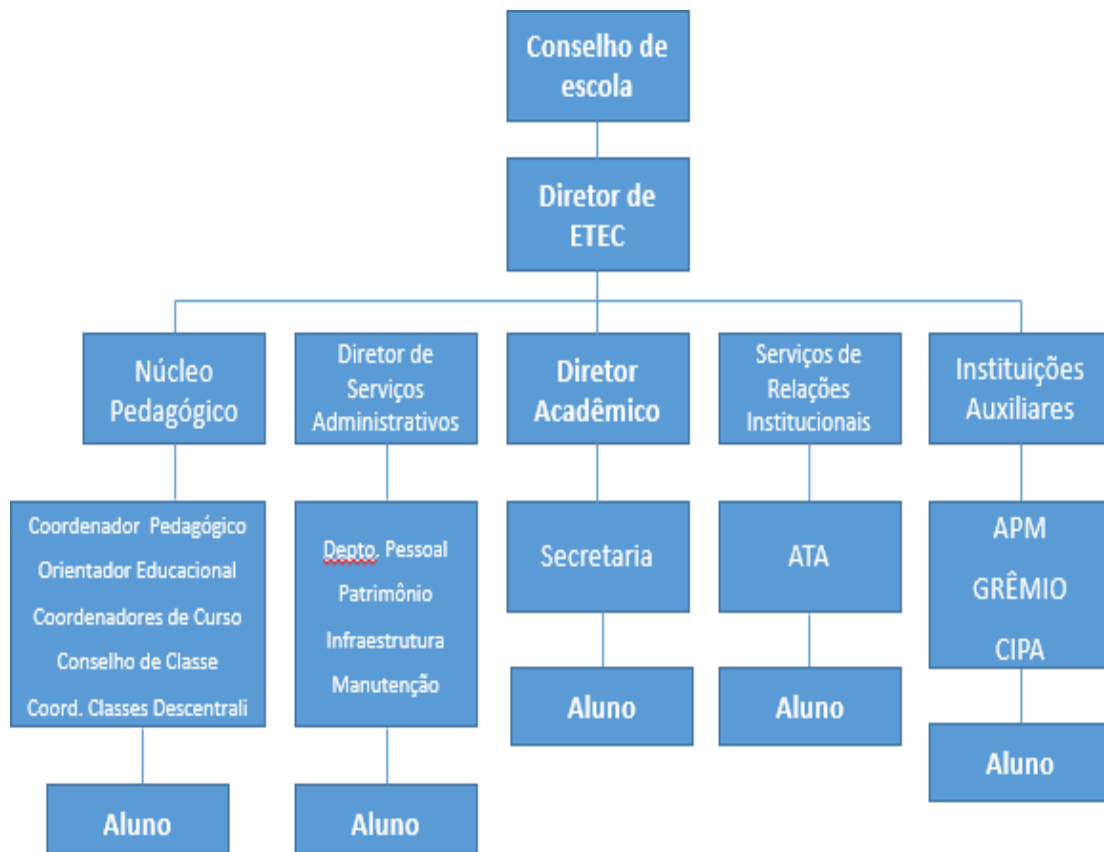 Conselho de
escola
Diretor de
ETEC
Núcleo
Pedagógico
Diretor de
Serviços
Administrativos
Diretor
Acadêmico
Serviços de
Relações
Institucionais
Instituições
Auxiliares
Coordenador Pedagógico
Orientador Educacional
Coordenadores de Curso
Conselho de Classe
Coord. Classes Descentrali
Depto. Pessoal
Patrimônio
Infraestrutura
Manutenção
Secretaria
ATA
APM
GRÊMIO
CIPA
Aluno
Aluno
Aluno
Aluno
Aluno